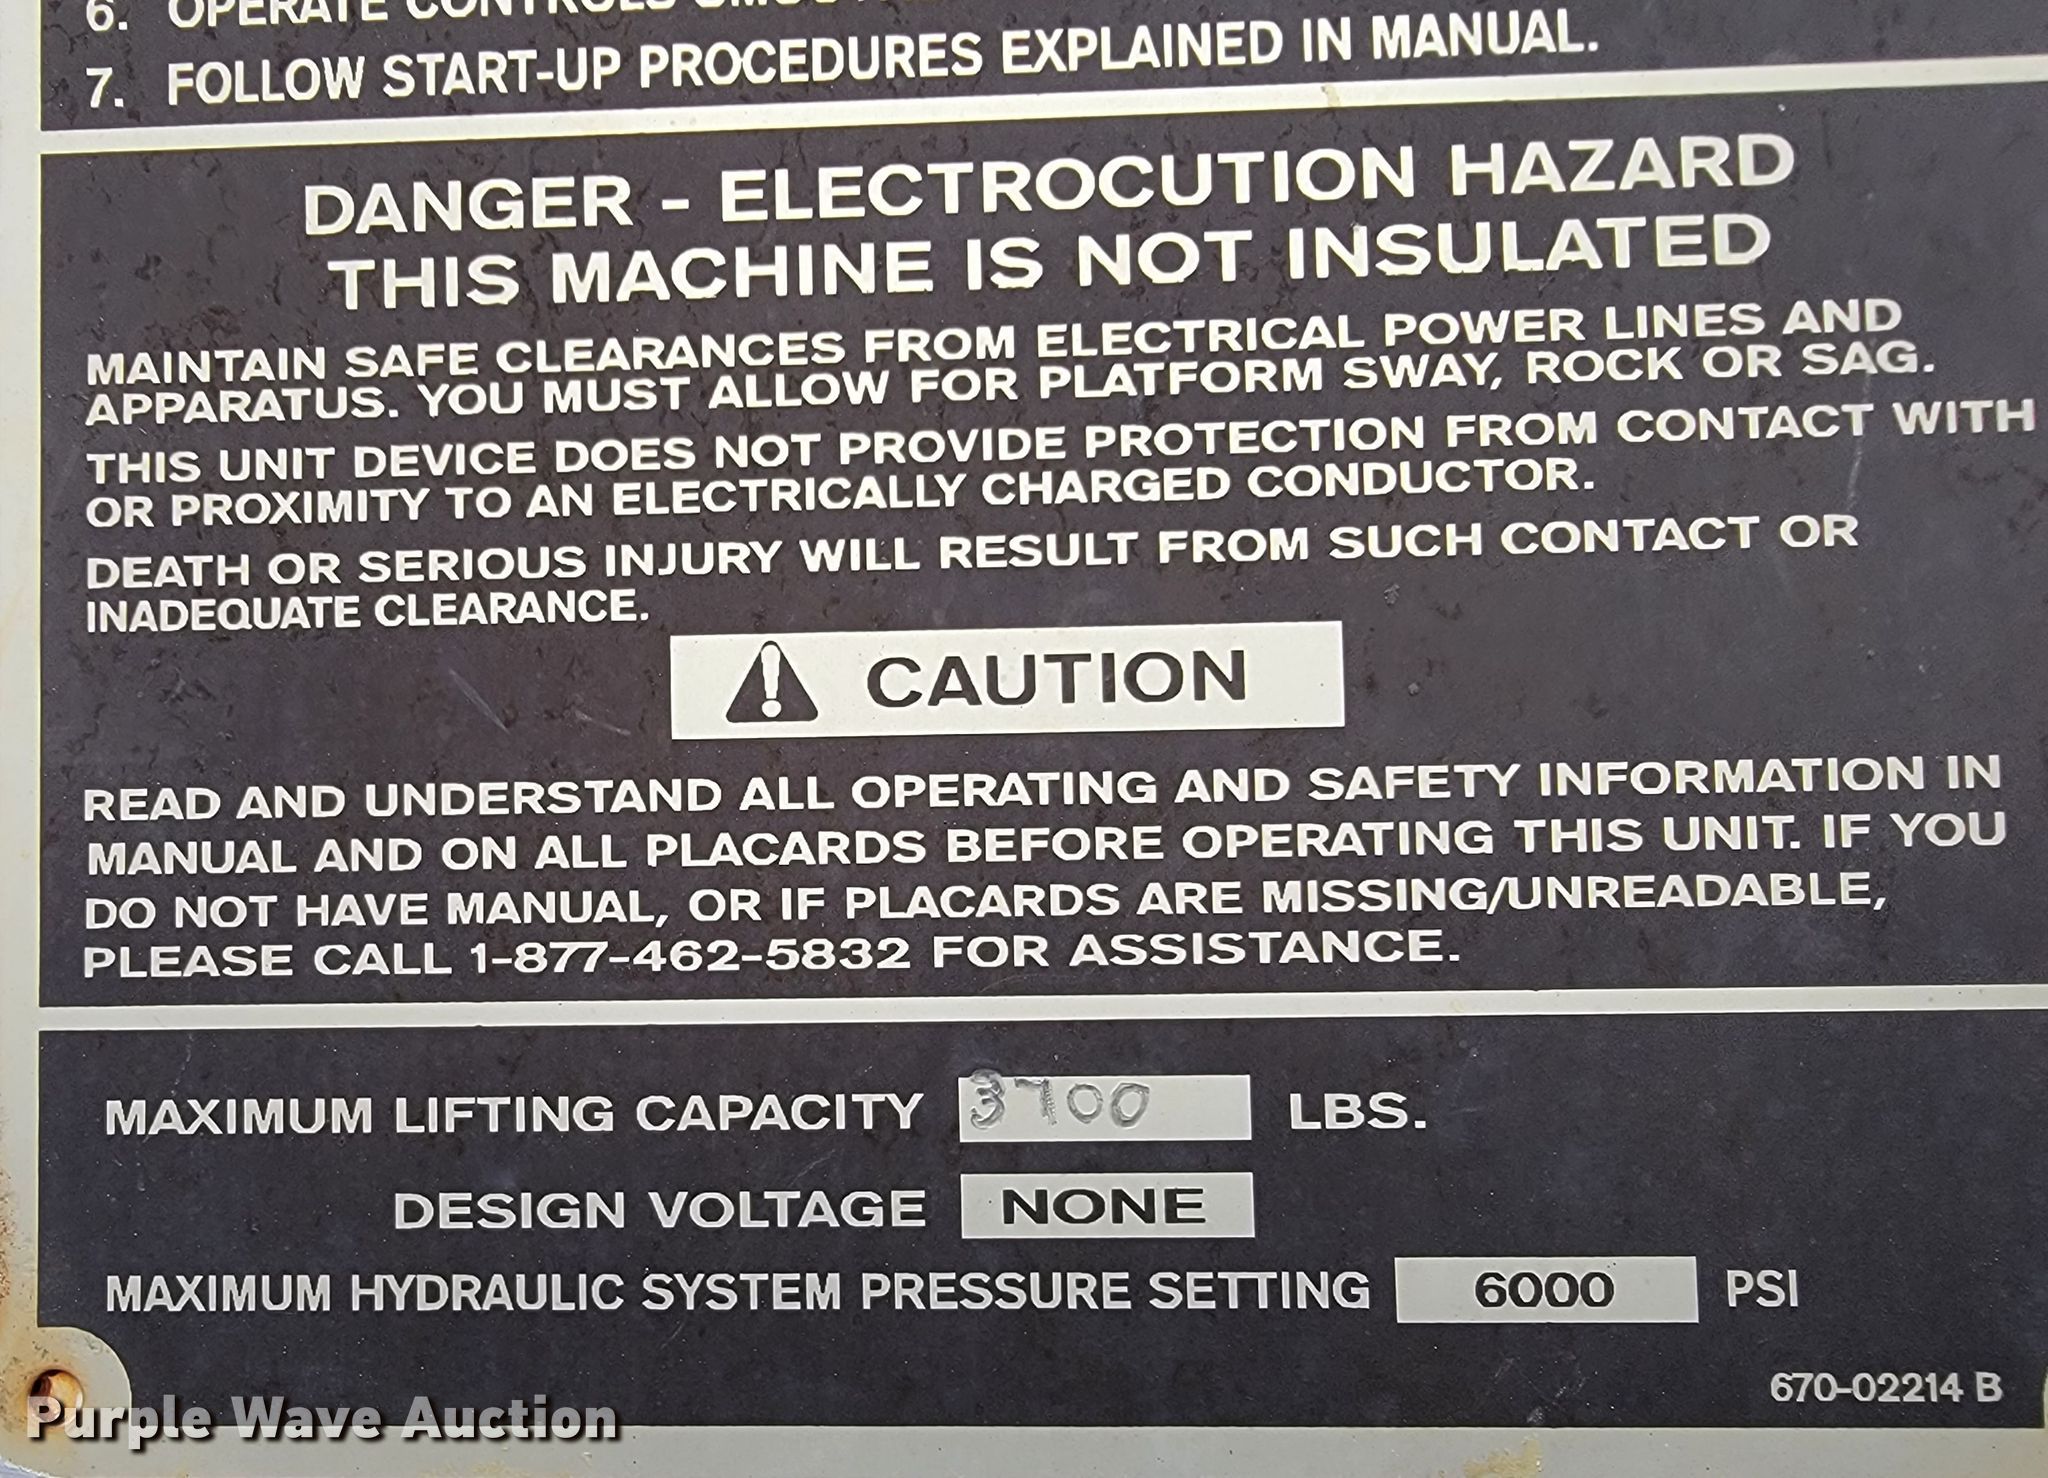 6. OPERATE CONTROLS
7. FOLLOW START-UP PROCEDURES EXPLAINED IN MANUAL.
DANGER - ELECTROCUTION HAZARD
THIS MACHINE IS NOT INSULATED
MAINTAIN SAFE CLEARANCES FROM ELECTRICAL POWER LINES AND
APPARATUS. YOU MUST ALLOW FOR PLATFORM SWAY, ROCK OR SAG.
THIS UNIT DEVICE DOES NOT PROVIDE PROTECTION FROM CONTACT WITH
OR PROXIMITY TO AN ELECTRICALLY CHARGED CONDUCTOR.
DEATH OR SERIOUS INJURY WILL RESULT FROM SUCH CONTACT OR
INADEQUATE CLEARANCE.
CAUTION
READ AND UNDERSTAND ALL OPERATING AND SAFETY INFORMATION IN
MANUAL AND ON ALL PLACARDS BEFORE OPERATING THIS UNIT. IF YOU
DO NOT HAVE MANUAL, OR IF PLACARDS ARE MISSING/UNREADABLE,
PLEASE CALL 1-877-462-5832 FOR ASSISTANCE.
MAXIMUM LIFTING CAPACITY 3700 LBS.
DESIGN VOLTAGE NONE
MAXIMUM HYDRAULIC SYSTEM PRESSURE SETTING 6000 PSI
670-02214 B
Purple Wave Auction